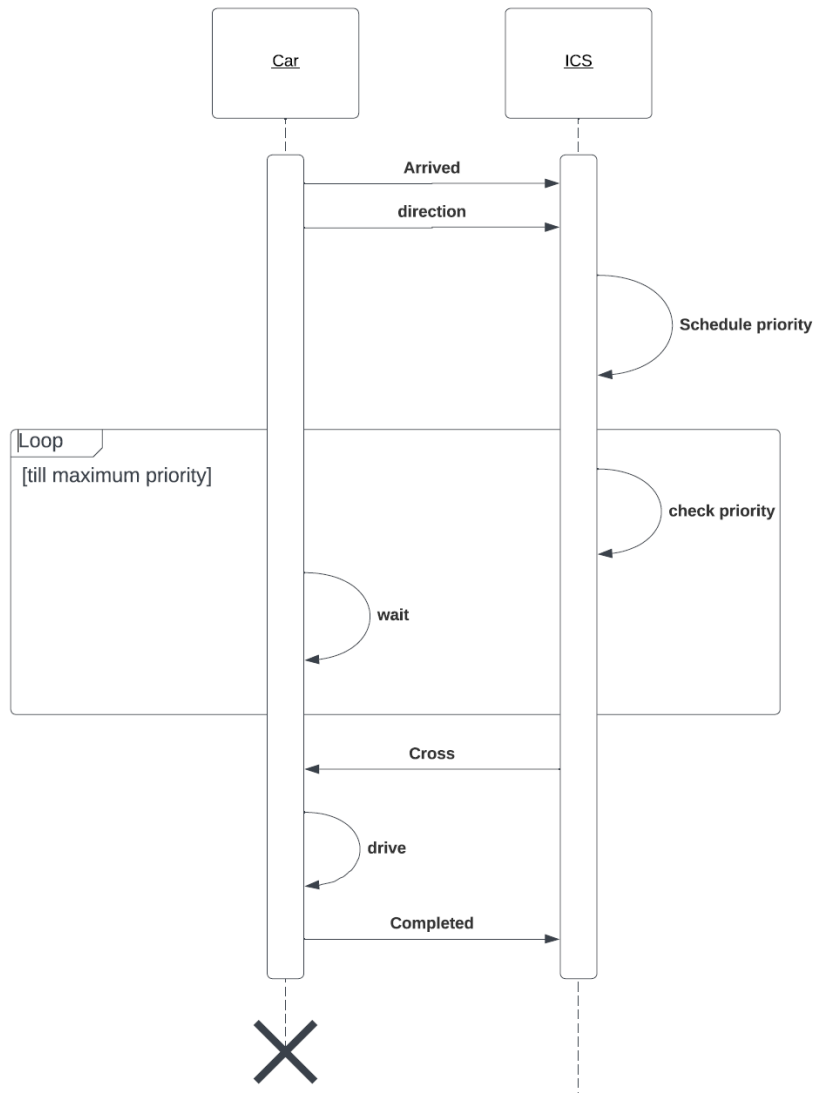 Car
ICS
Arrived
direction
Schedule priority
Loop
[till maximum priority]
check priority
wait
Cross
drive
Completed